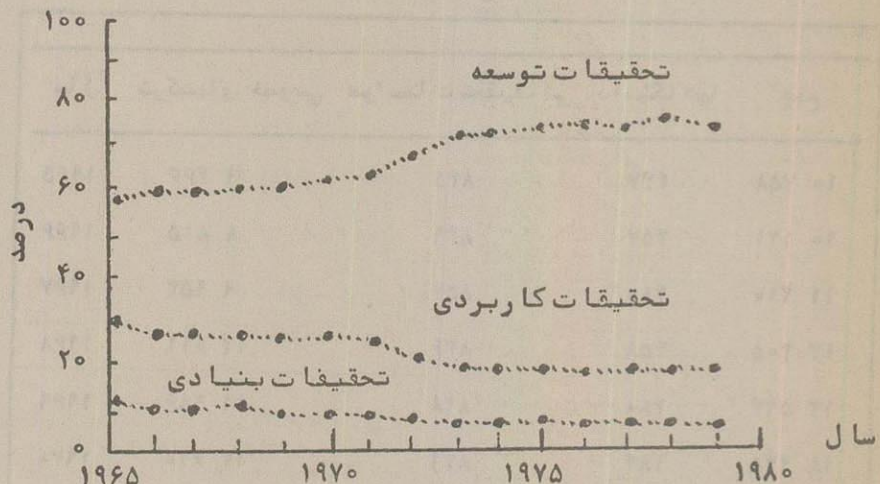 ۱۰۰
تحقیقات توسعه
۸۰
۶۰
درصد
۴۰
تحقیقات کاربردی
۲۰
تحقیقات بنیادی
۰
سال
۱۹۶۵ ۱۹۷۰ ۱۹۷۵ ۱۹۸۰